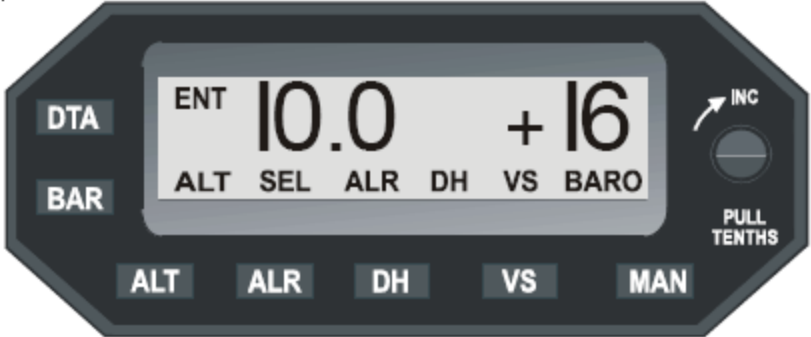 ENT 10.0 + 16
ALT SEL ALR DH VS BARO
DTA
BAR
INC
PULL
TENTHS
ALT ALR DH VS MAN